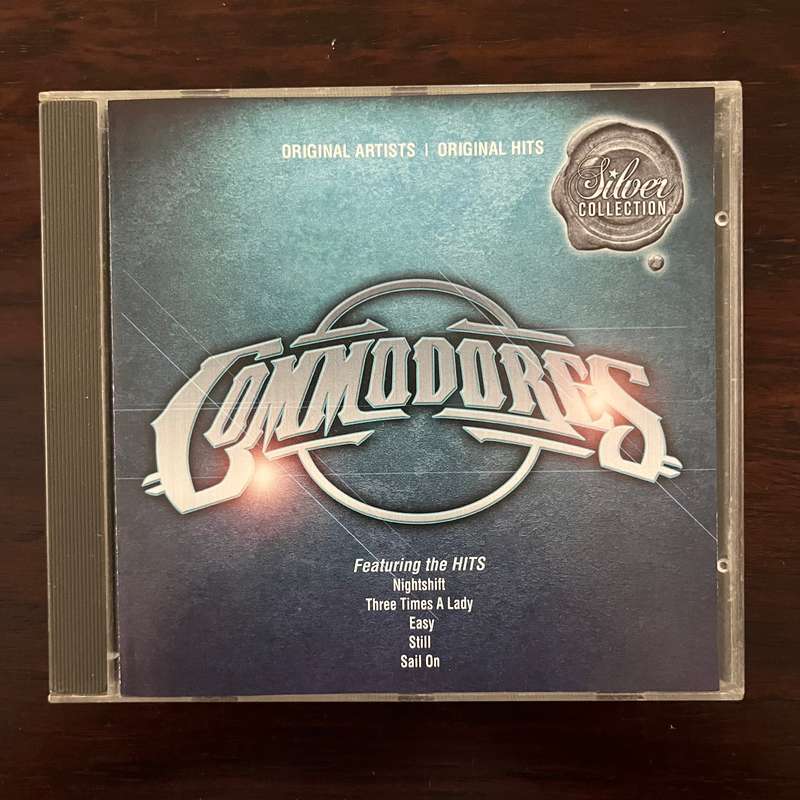 ORIGINAL ARTISTS | ORIGINAL HITS
Silver
COLLECTION
COMMODORES
Featuring the HITS
Nightshift
Three Times A Lady
Easy
Still
Sail On